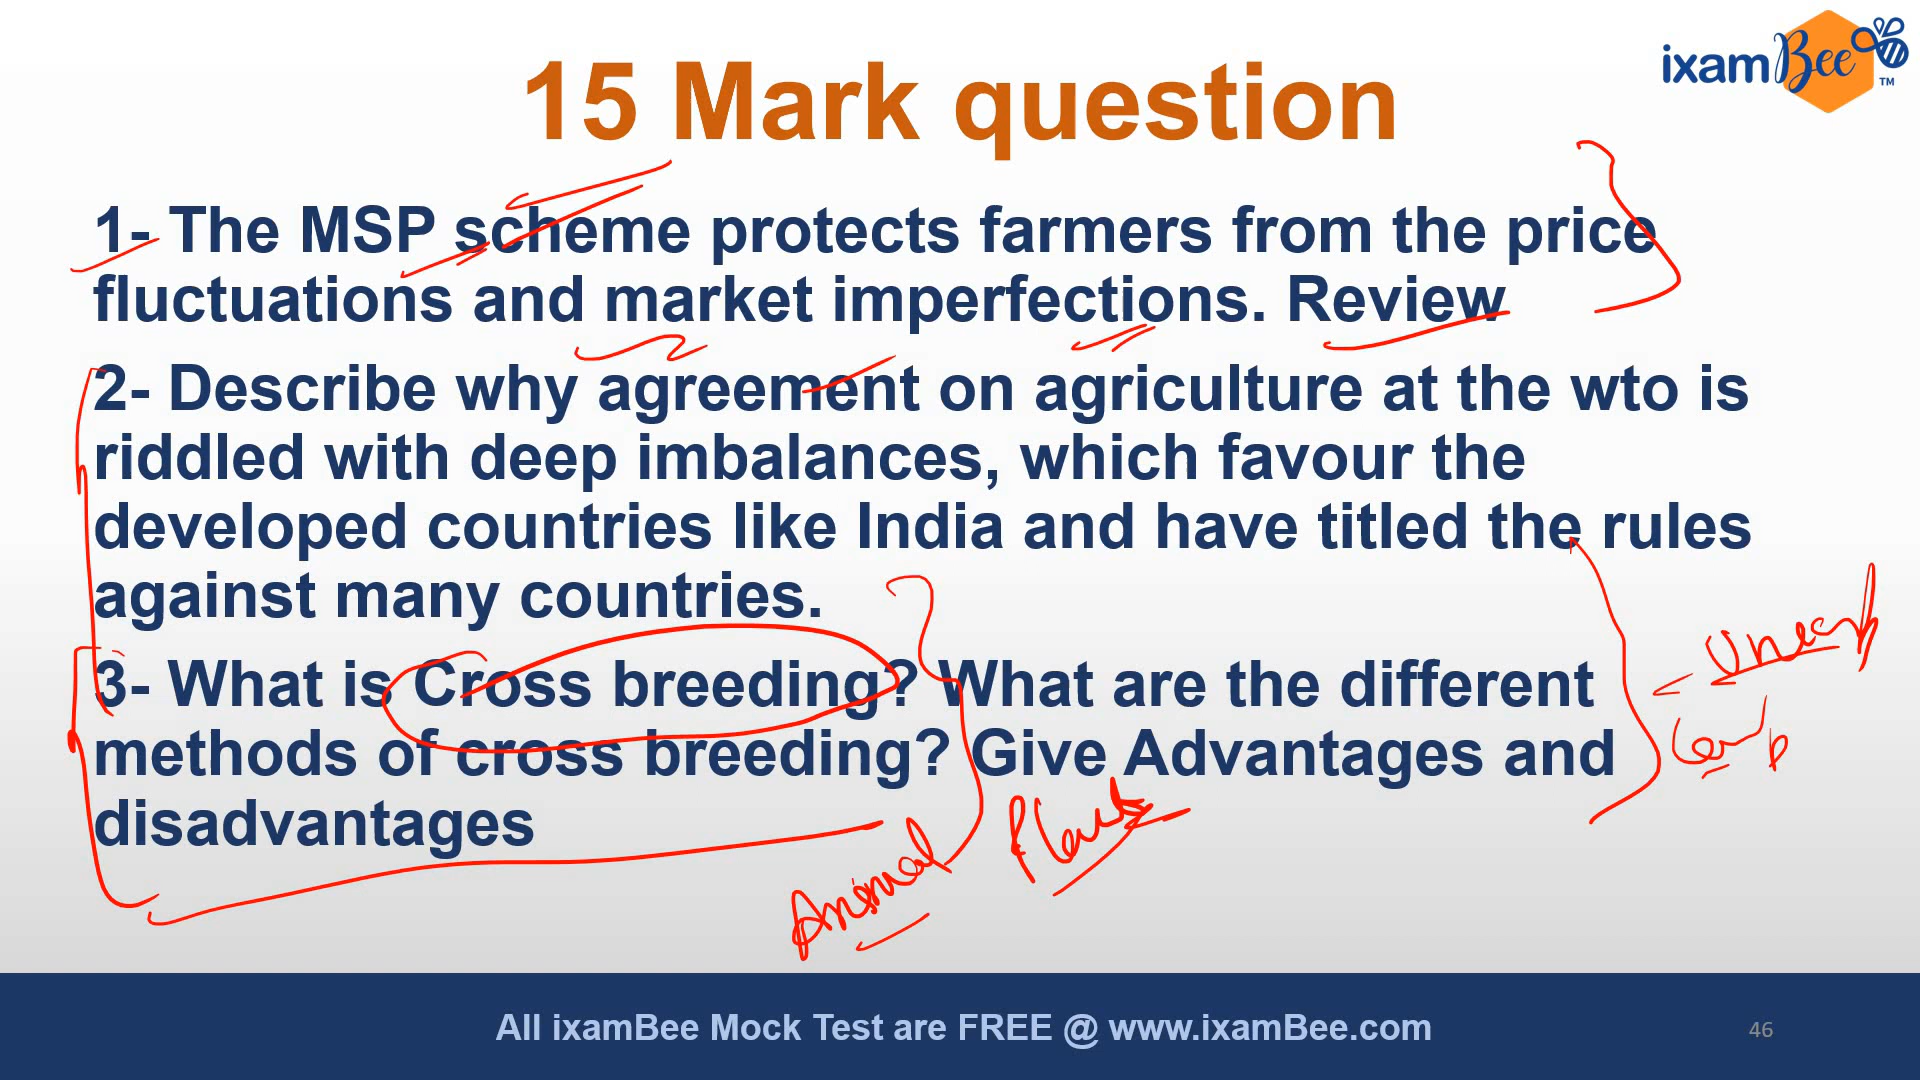 ixamBee
TM
15 Mark question
1- The MSP scheme protects farmers from the price
fluctuations and market imperfections. Review
2- Describe why agreement on agriculture at the wto is
riddled with deep imbalances, which favour the
developed countries like India and have titled the rules
against many countries.
3- What is Cross breeding? What are the different
methods of cross breeding? Give Advantages and
disadvantages
Animal
All ixamBee Mock Test are FREE @ www.ixamBee.com
46